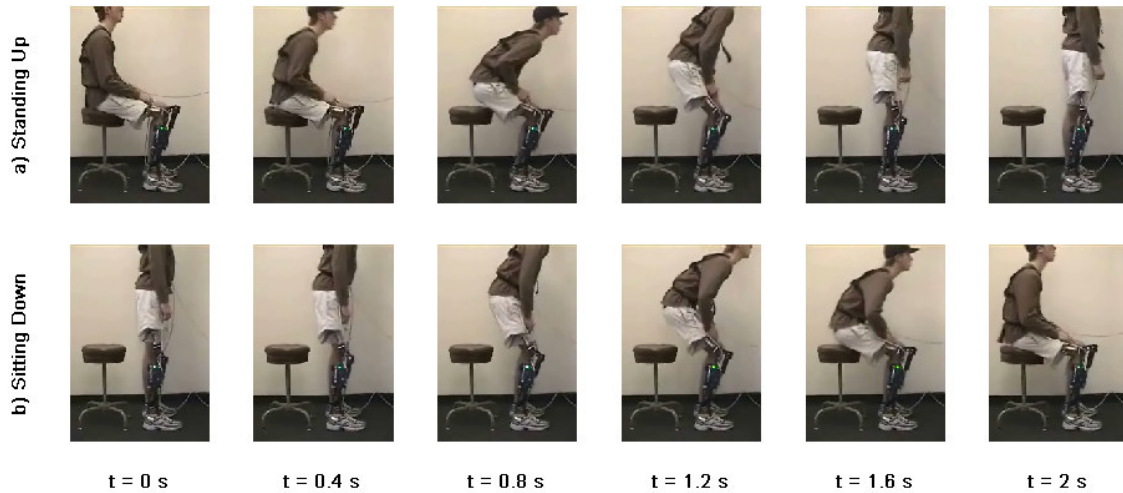 a) Standing Up
b) Sitting Down
t = 0 s
t = 0.4 s
t = 0.8 s
t = 1.2 s
t = 1.6 s
t = 2 s